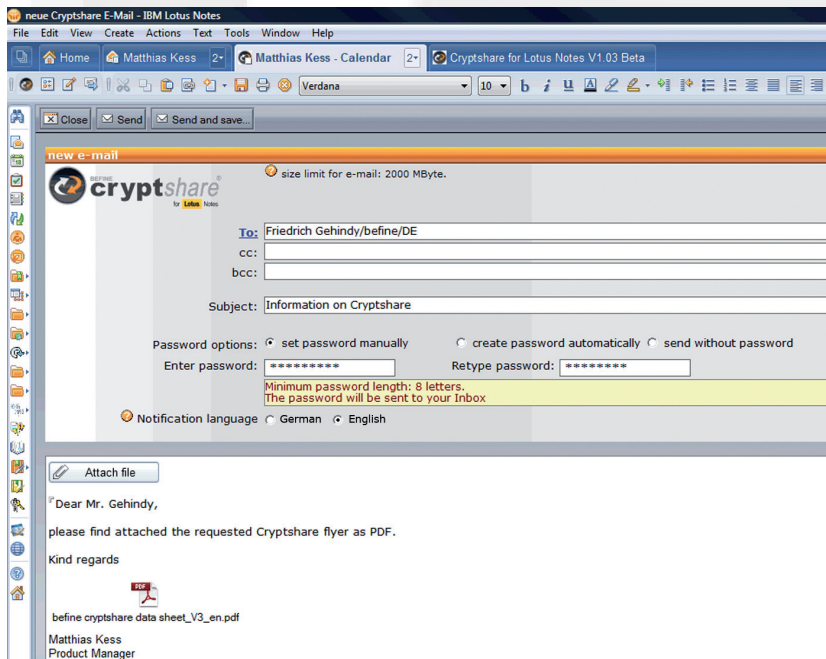 neue Cryptshare E-Mail - IBM Lotus Notes
File Edit View Create Actions Text Tools Window Help
Home Matthias Kess 2 Matthias Kess - Calendar 2 Cryptshare for Lotus Notes V1.03 Beta
Verdana 10 b i u A
Close Send Send and save...
new e-mail
BEFINE
cryptshare®
for Lotus Notes
size limit for e-mail: 2000 MByte.
To: Friedrich Gehindy/befine/DE
cc:
bcc:
Subject: Information on Cryptshare
Password options: set password manually create password automatically send without password
Enter password: ********* Retype password: ********
Minimum password length: 8 letters.
The password will be sent to your Inbox
Notification language German English
Attach file
Dear Mr. Gehindy,
please find attached the requested Cryptshare flyer as PDF.
Kind regards
PDF
befine cryptshare data sheet_V3_en.pdf
Matthias Kess
Product Manager